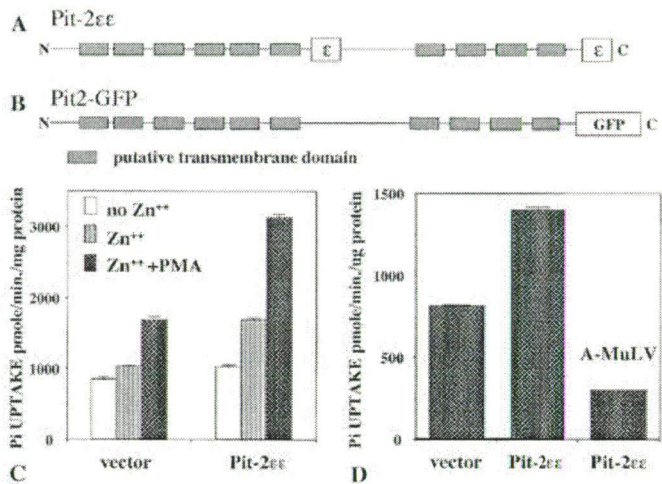 A Pit-2εε
N ε ε C
B Pit2-GFP
N GFP C
putative transmembrane domain
Pi UPTAKE pmole/min./mg protein
3000
2000
1000
0
no Zn++
Zn++
Zn++ +PMA
vector Pit-2εε
C
Pi UPTAKE pmole/min./ug protein
1500
1000
500
0
A-MuLV
vector Pit-2εε Pit-2εε
D